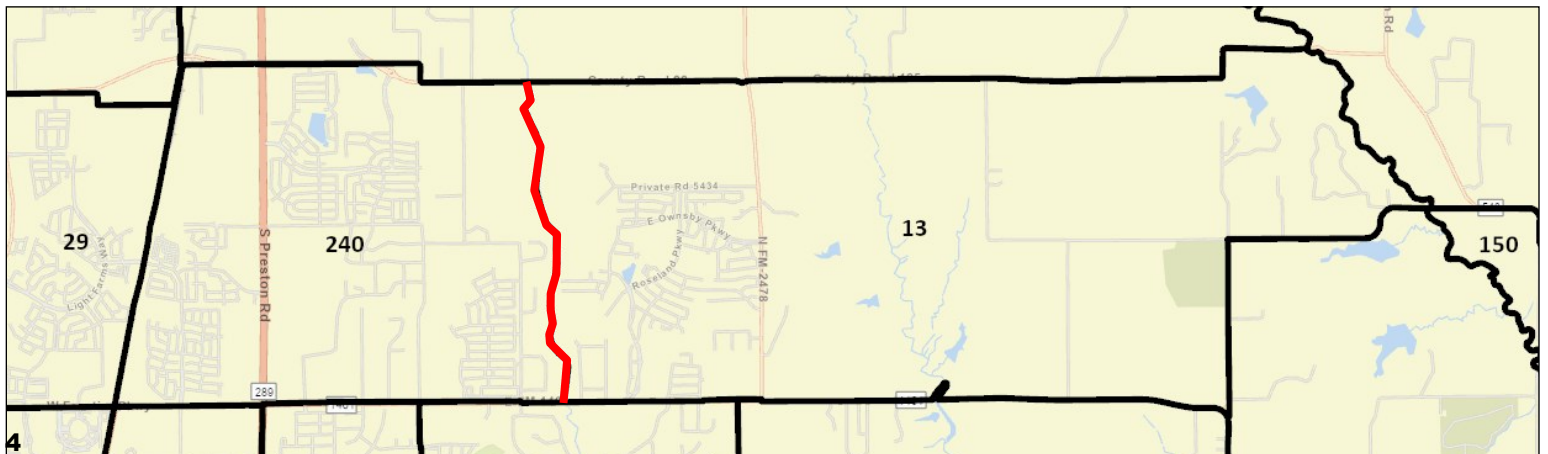 29
240
13
150
4
S Preston Rd
Light Farms Way
Private Rd 5434
E Ownsby Pkwy
Roseland Pkwy
N FM-2478
289
Rd